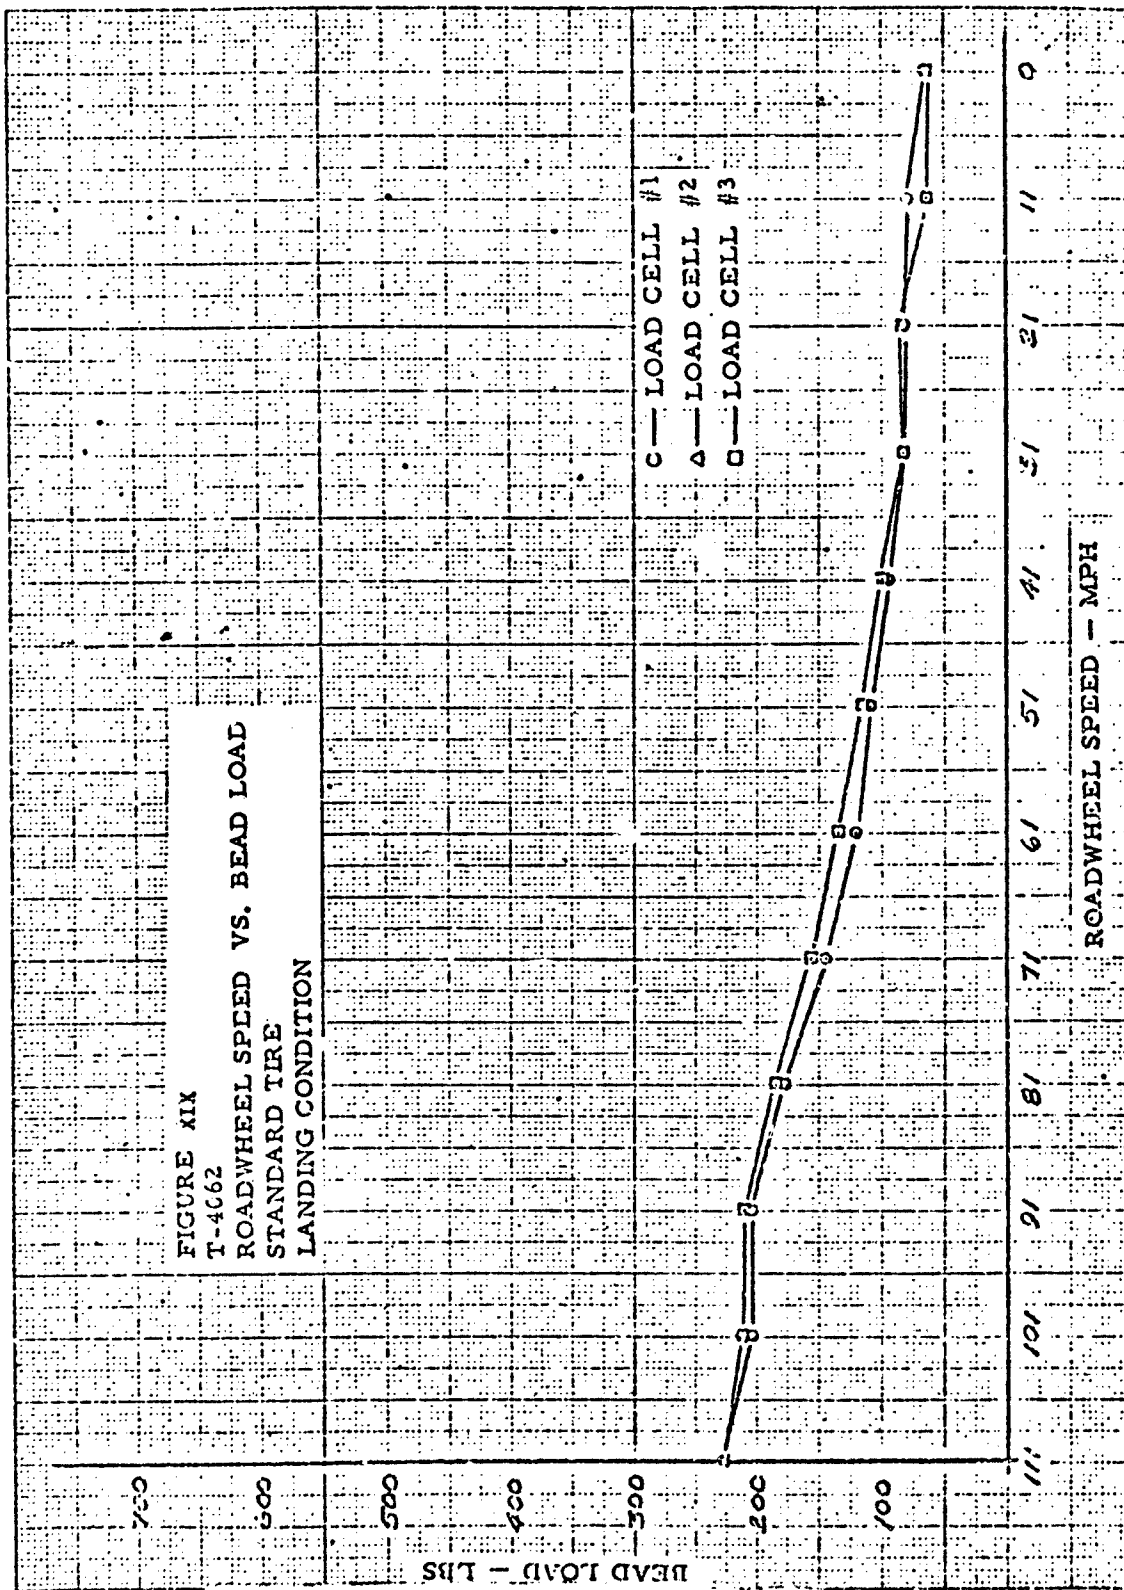 FIGURE XIX
T-4062
ROADWHEEL SPEED VS. BEAD LOAD
STANDARD TIRE
LANDING CONDITION
○ — LOAD CELL #1
△ — LOAD CELL #2
□ — LOAD CELL #3
BEAD LOAD — LBS
700
600
500
400
300
200
100
111 101 91 81 71 61 51 41 31 21 11 0
ROADWHEEL SPEED — MPH